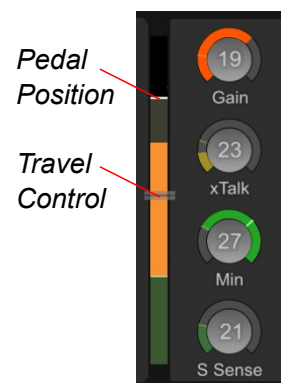 Pedal
Position
Travel
Control
19
Gain
23
xTalk
27
Min
21
S Sense